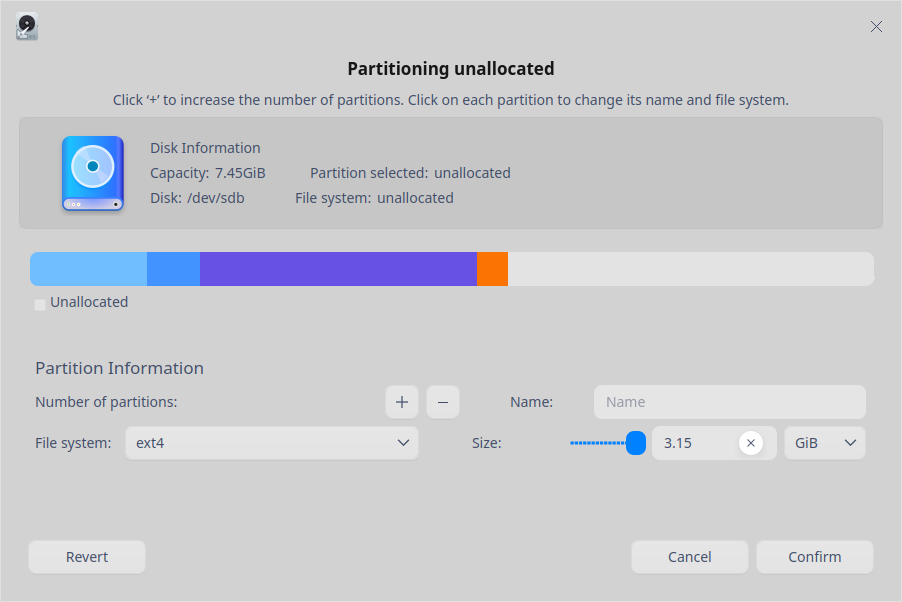 Partitioning unallocated
Click ‘+’ to increase the number of partitions. Click on each partition to change its name and file system.
Disk Information
Capacity: 7.45GiB Partition selected: unallocated
Disk: /dev/sdb File system: unallocated
Unallocated
Partition Information
Number of partitions: + − Name: Name
File system: ext4 Size: 3.15 GiB
Revert Cancel Confirm